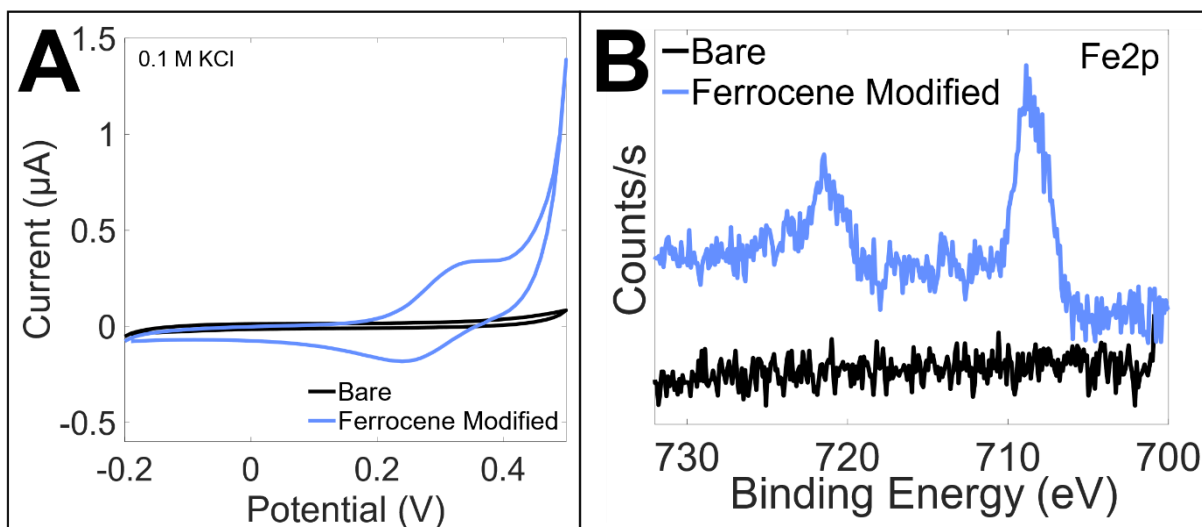 A
0.1 M KCl
1.5
1
0.5
0
-0.5
Current (µA)
Bare
Ferrocene Modified
-0.2
0
0.2
0.4
Potential (V)
B
Bare
Ferrocene Modified
Fe2p
Counts/s
730
720
710
700
Binding Energy (eV)